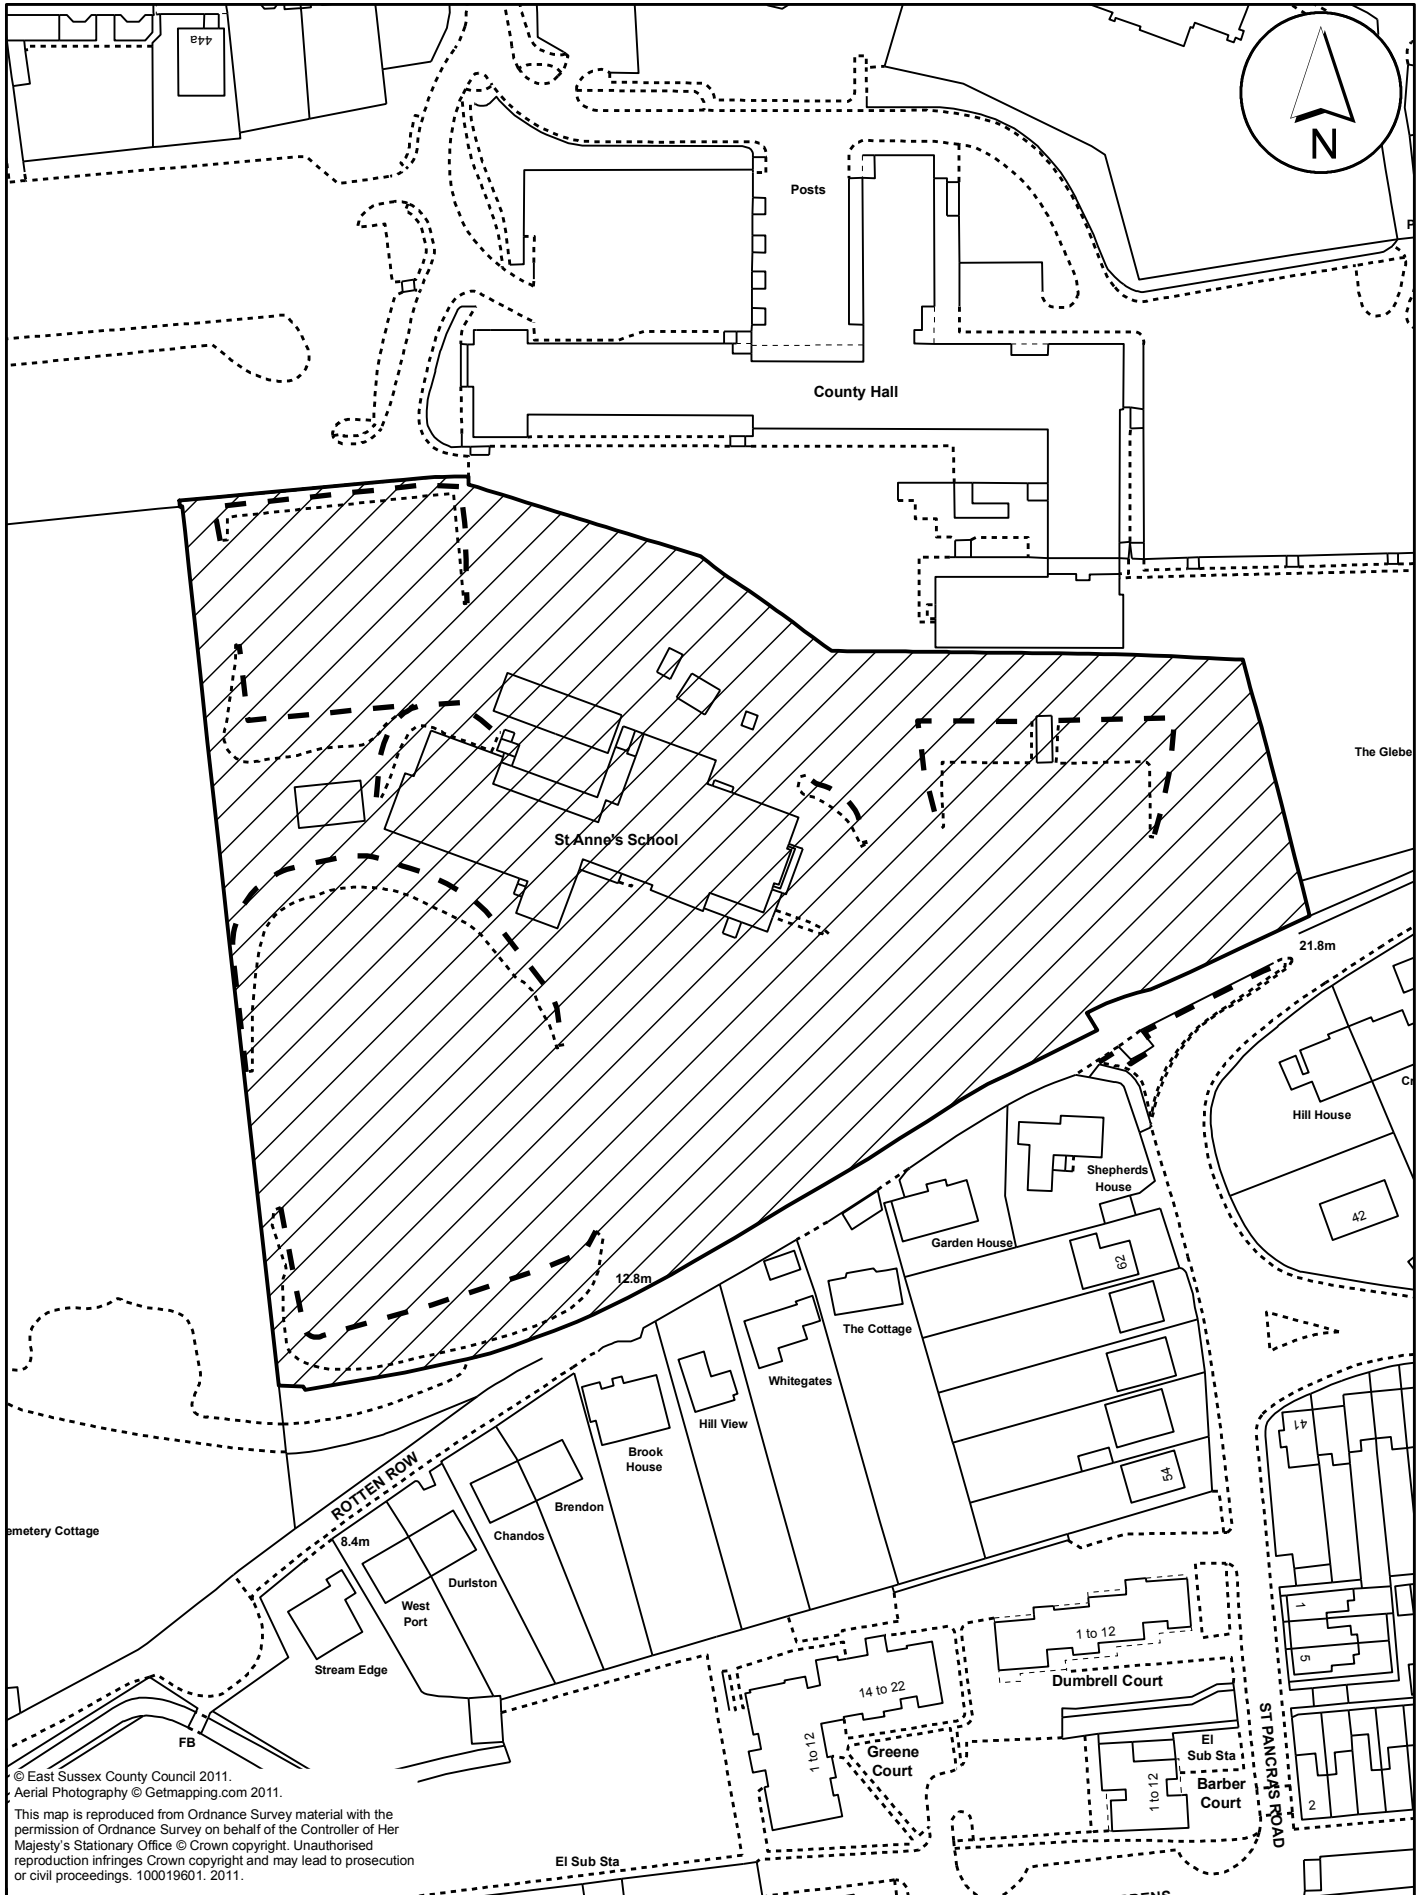 44a
N
Posts
County Hall
The Glebe
St Anne's School
21.8m
Hill House
Shepherds
House
42
Garden House
62
12.8m
The Cottage
Whitegates
Hill View
41
Brook
House
ROTTEN ROW
54
Brendon
emetery Cottage
Chandos
8.4m
Durlston
West
Port
1
1 to 12
5
Stream Edge
Dumbrell Court
14 to 22
ST PANCRAS ROAD
FB
1 to 12
Greene
Court
El
Sub Sta
1 to 12
Barber
Court
2
© East Sussex County Council 2011.
Aerial Photography © Getmapping.com 2011.
This map is reproduced from Ordnance Survey material with the
permission of Ordnance Survey on behalf of the Controller of Her
Majesty's Stationary Office © Crown copyright. Unauthorised
reproduction infringes Crown copyright and may lead to prosecution
or civil proceedings. 100019601. 2011.
El Sub Sta